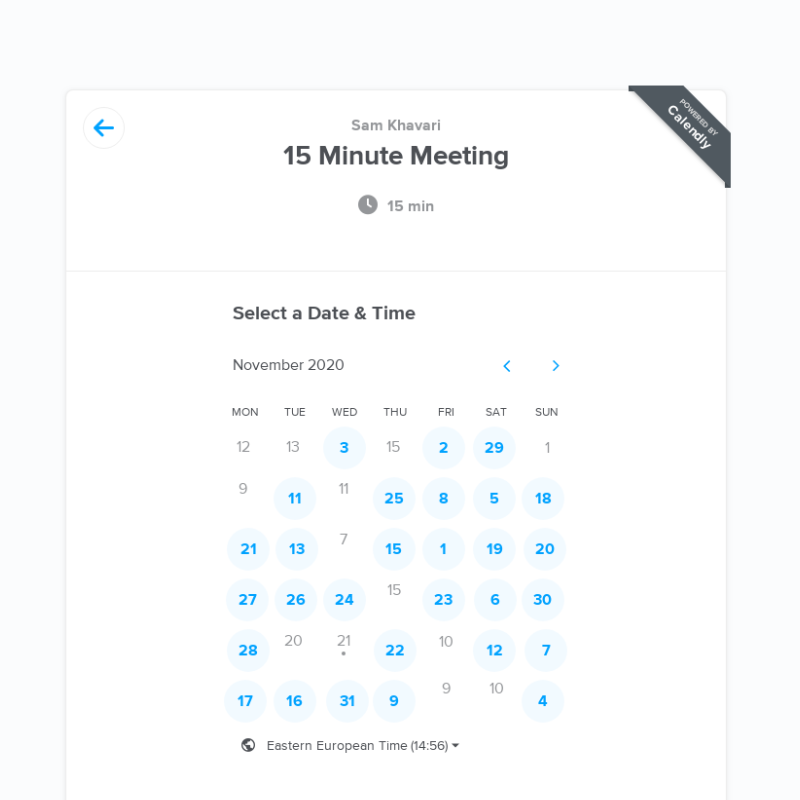 POWERED BY
Calendly
Sam Khavari
15 Minute Meeting
15 min
Select a Date & Time
November 2020
MON TUE WED THU FRI SAT SUN
12 13 3 15 2 29 1
9 11 11 25 8 5 18
21 13 7 15 1 19 20
27 26 24 15 23 6 30
28 20 21 22 10 12 7
17 16 31 9 9 10 4
Eastern European Time (14:56)